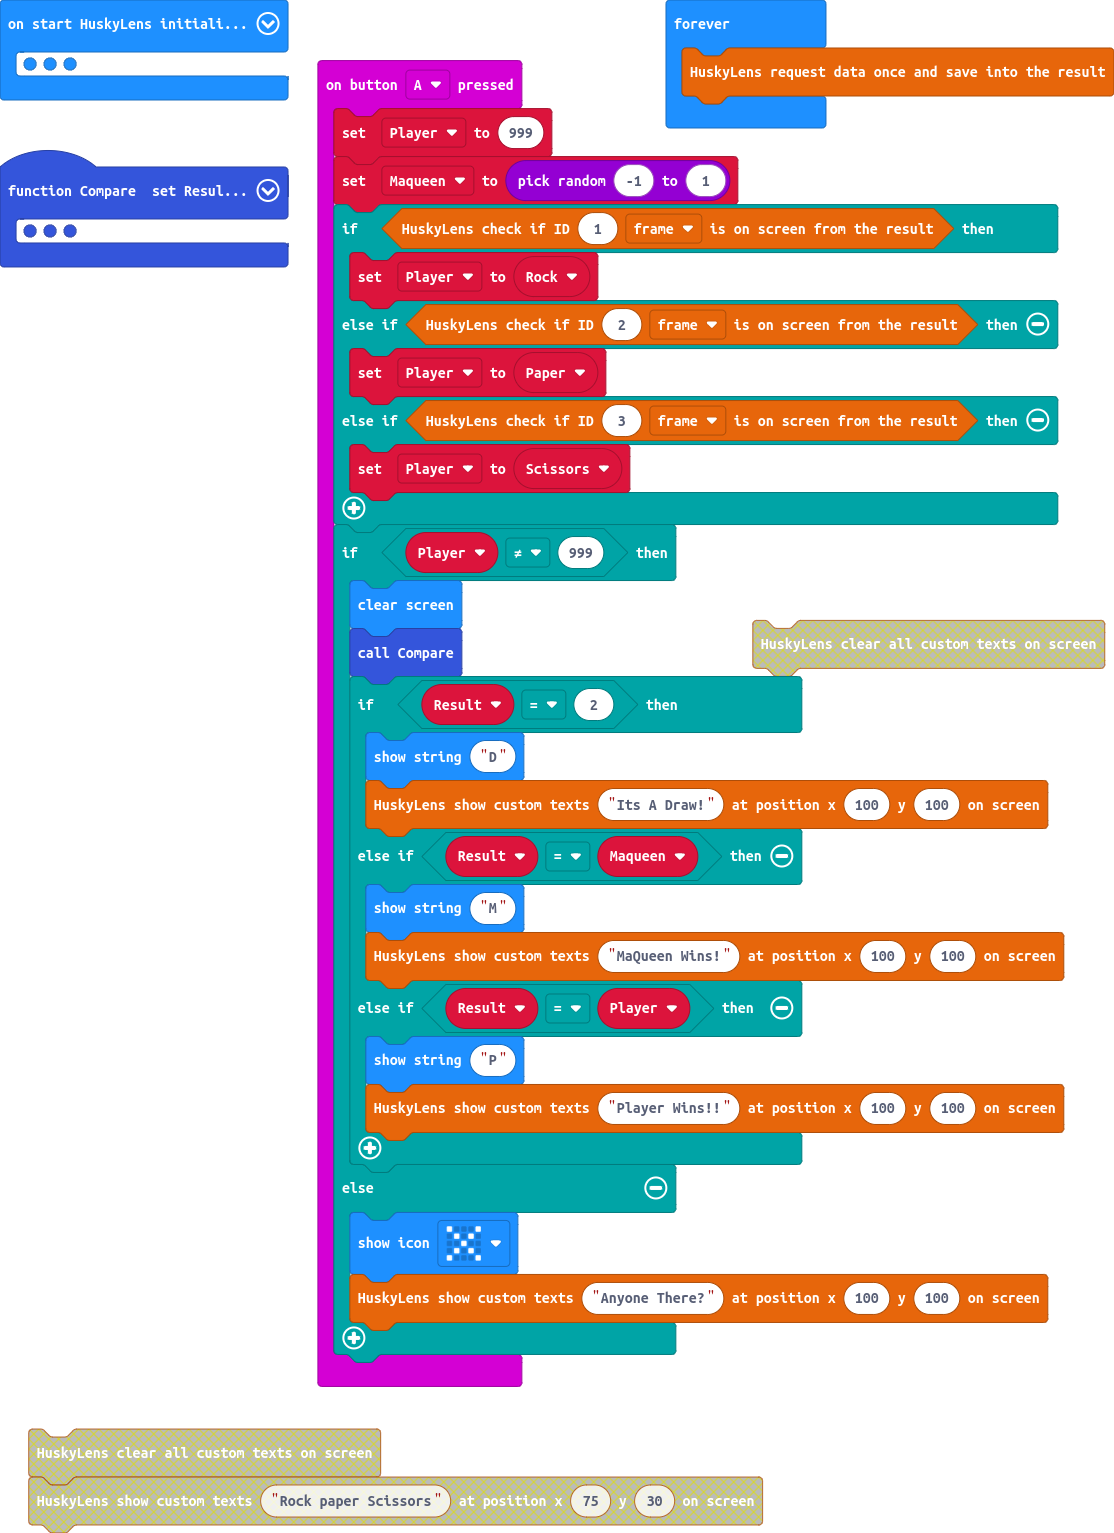 on start HuskyLens initiali...
function Compare set Resul...
forever
HuskyLens request data once and save into the result
on button A pressed
set Player to 999
set Maqueen to pick random -1 to 1
if HuskyLens check if ID 1 frame is on screen from the result then
set Player to Rock
else if HuskyLens check if ID 2 frame is on screen from the result then
set Player to Paper
else if HuskyLens check if ID 3 frame is on screen from the result then
set Player to Scissors
if Player ≠ 999 then
clear screen
HuskyLens clear all custom texts on screen
call Compare
if Result = 2 then
show string "D"
HuskyLens show custom texts "Its A Draw!" at position x 100 y 100 on screen
else if Result = Maqueen then
show string "M"
HuskyLens show custom texts "MaQueen Wins!" at position x 100 y 100 on screen
else if Result = Player then
show string "P"
HuskyLens show custom texts "Player Wins!!" at position x 100 y 100 on screen
else
show icon
HuskyLens show custom texts "Anyone There?" at position x 100 y 100 on screen
HuskyLens clear all custom texts on screen
HuskyLens show custom texts "Rock paper Scissors" at position x 75 y 30 on screen